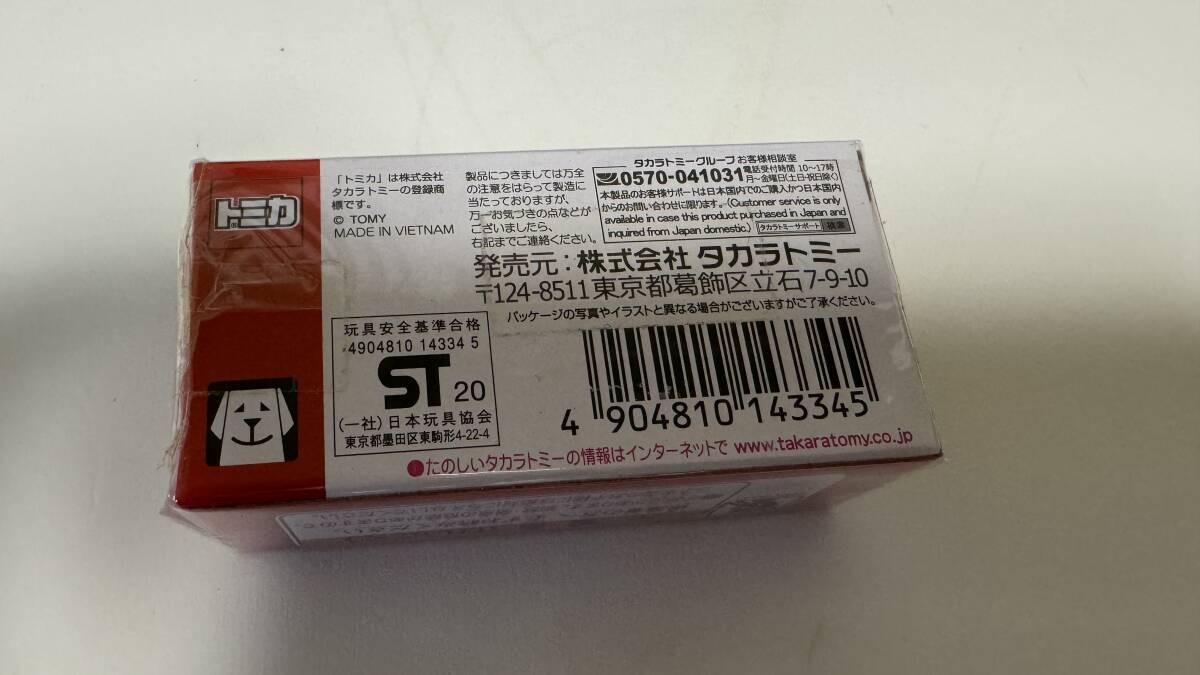 トミカ
®
「トミカ」は株式会社
タカラトミーの登録商
標です。
© TOMY
MADE IN VIETNAM
製品につきましては万全
の注意をはらって製造に
当たっておりますが、
万一お気づきの点などが
ございましたら、
右記までご連絡ください。
タカラトミーグループ お客様相談室
0570-041031
電話受付時間 10〜17時
月〜金曜日(土・日・祝日除く)
本製品のお客様サポートは日本国内でのご購入かつ日本国内
からのお問い合わせに限ります。(Customer service is only
available in case this product purchased in Japan and
inquired from Japan domestic.)
タカラトミーサポート 検索
発売元：株式会社 タカラトミー
〒124-8511 東京都葛飾区立石7-9-10
パッケージの写真やイラストと異なる場合がございますがご了承ください。
玩具安全基準合格
4904810 14334 5
ST 20
(一社)日本玩具協会
東京都墨田区東駒形4-22-4
4 904810 143345
たのしいタカラトミーの情報はインターネットで www.takaratomy.co.jp